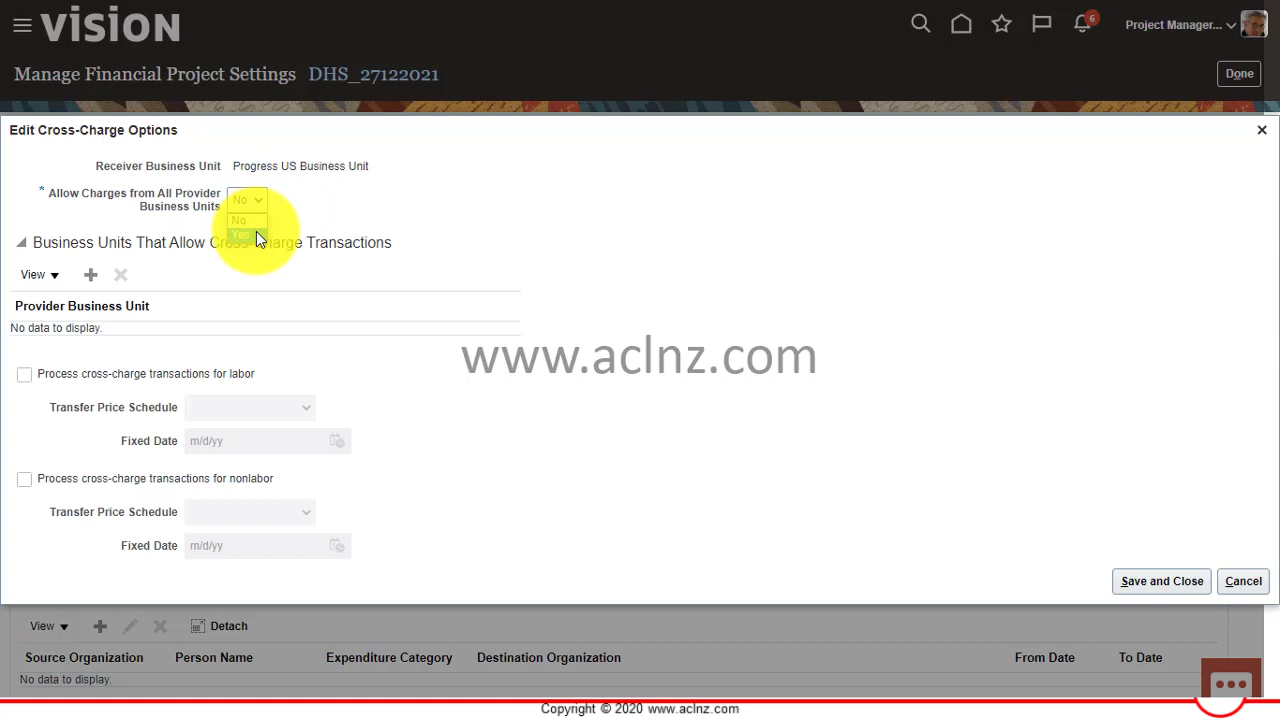 vision
6
Project Manager...
Manage Financial Project Settings DHS_27122021
Done
Edit Cross-Charge Options
Receiver Business Unit Progress US Business Unit
* Allow Charges from All Provider
Business Units
No
No
Yes
Business Units That Allow Cross-Charge Transactions
View
Provider Business Unit
No data to display.
www.aclnz.com
Process cross-charge transactions for labor
Transfer Price Schedule
Fixed Date m/d/yy
Process cross-charge transactions for nonlabor
Transfer Price Schedule
Fixed Date m/d/yy
Save and Close Cancel
View Detach
Source Organization Person Name Expenditure Category Destination Organization From Date To Date
No data to display.
Copyright © 2020 www.aclnz.com